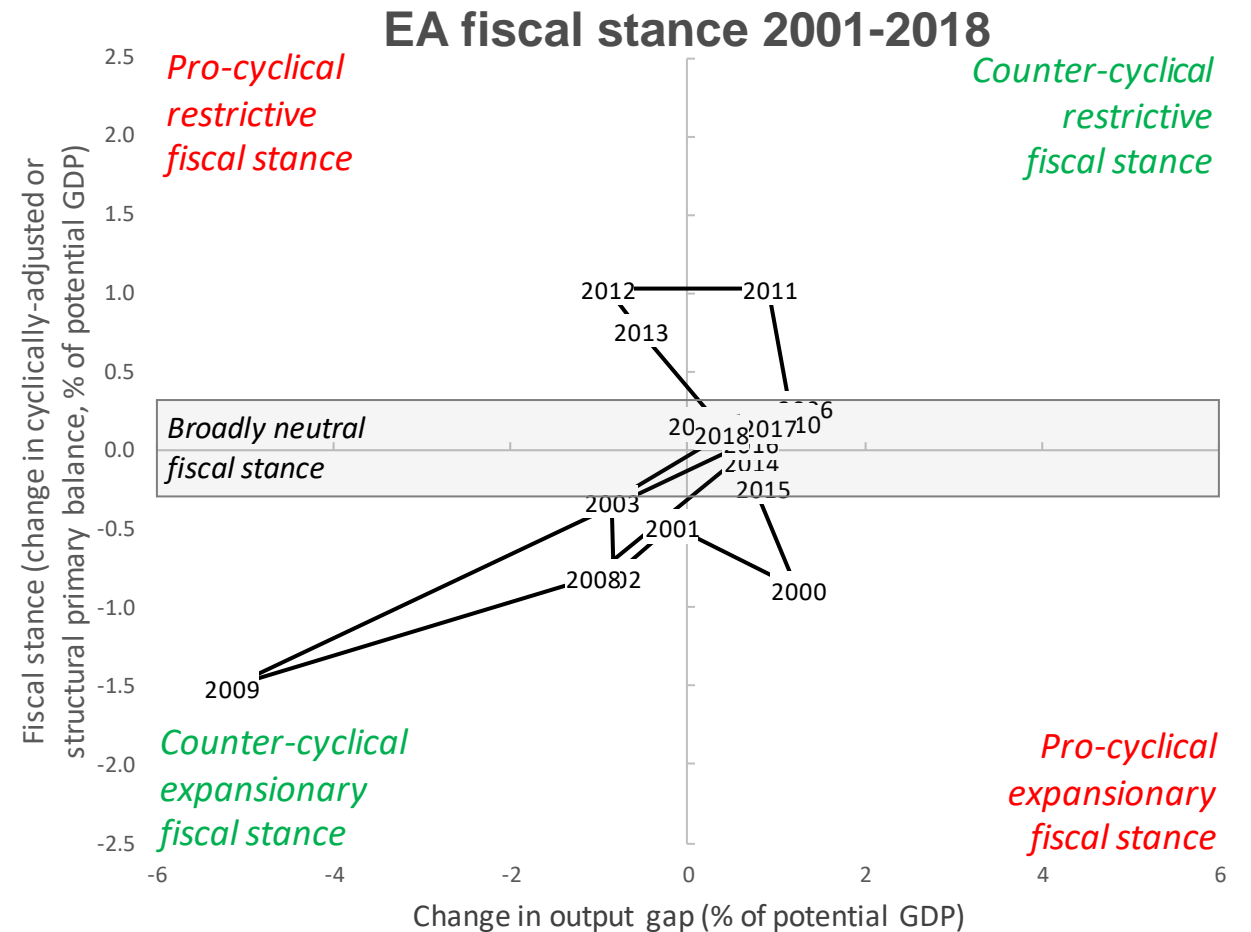 EA fiscal stance 2001-2018
Pro-cyclical
restrictive
fiscal stance
Counter-cyclical
restrictive
fiscal stance
Fiscal stance (change in cyclically-adjusted or
structural primary balance, % of potential GDP)
2.5
2.0
1.5
1.0
0.5
0.0
-0.5
-1.0
-1.5
-2.0
-2.5
2012
2011
2013
Broadly neutral
fiscal stance
2018
2017
10
2016
2014
2015
2003
2001
2008
02
2000
2009
Counter-cyclical
expansionary
fiscal stance
Pro-cyclical
expansionary
fiscal stance
-6
-4
-2
0
2
4
6
Change in output gap (% of potential GDP)